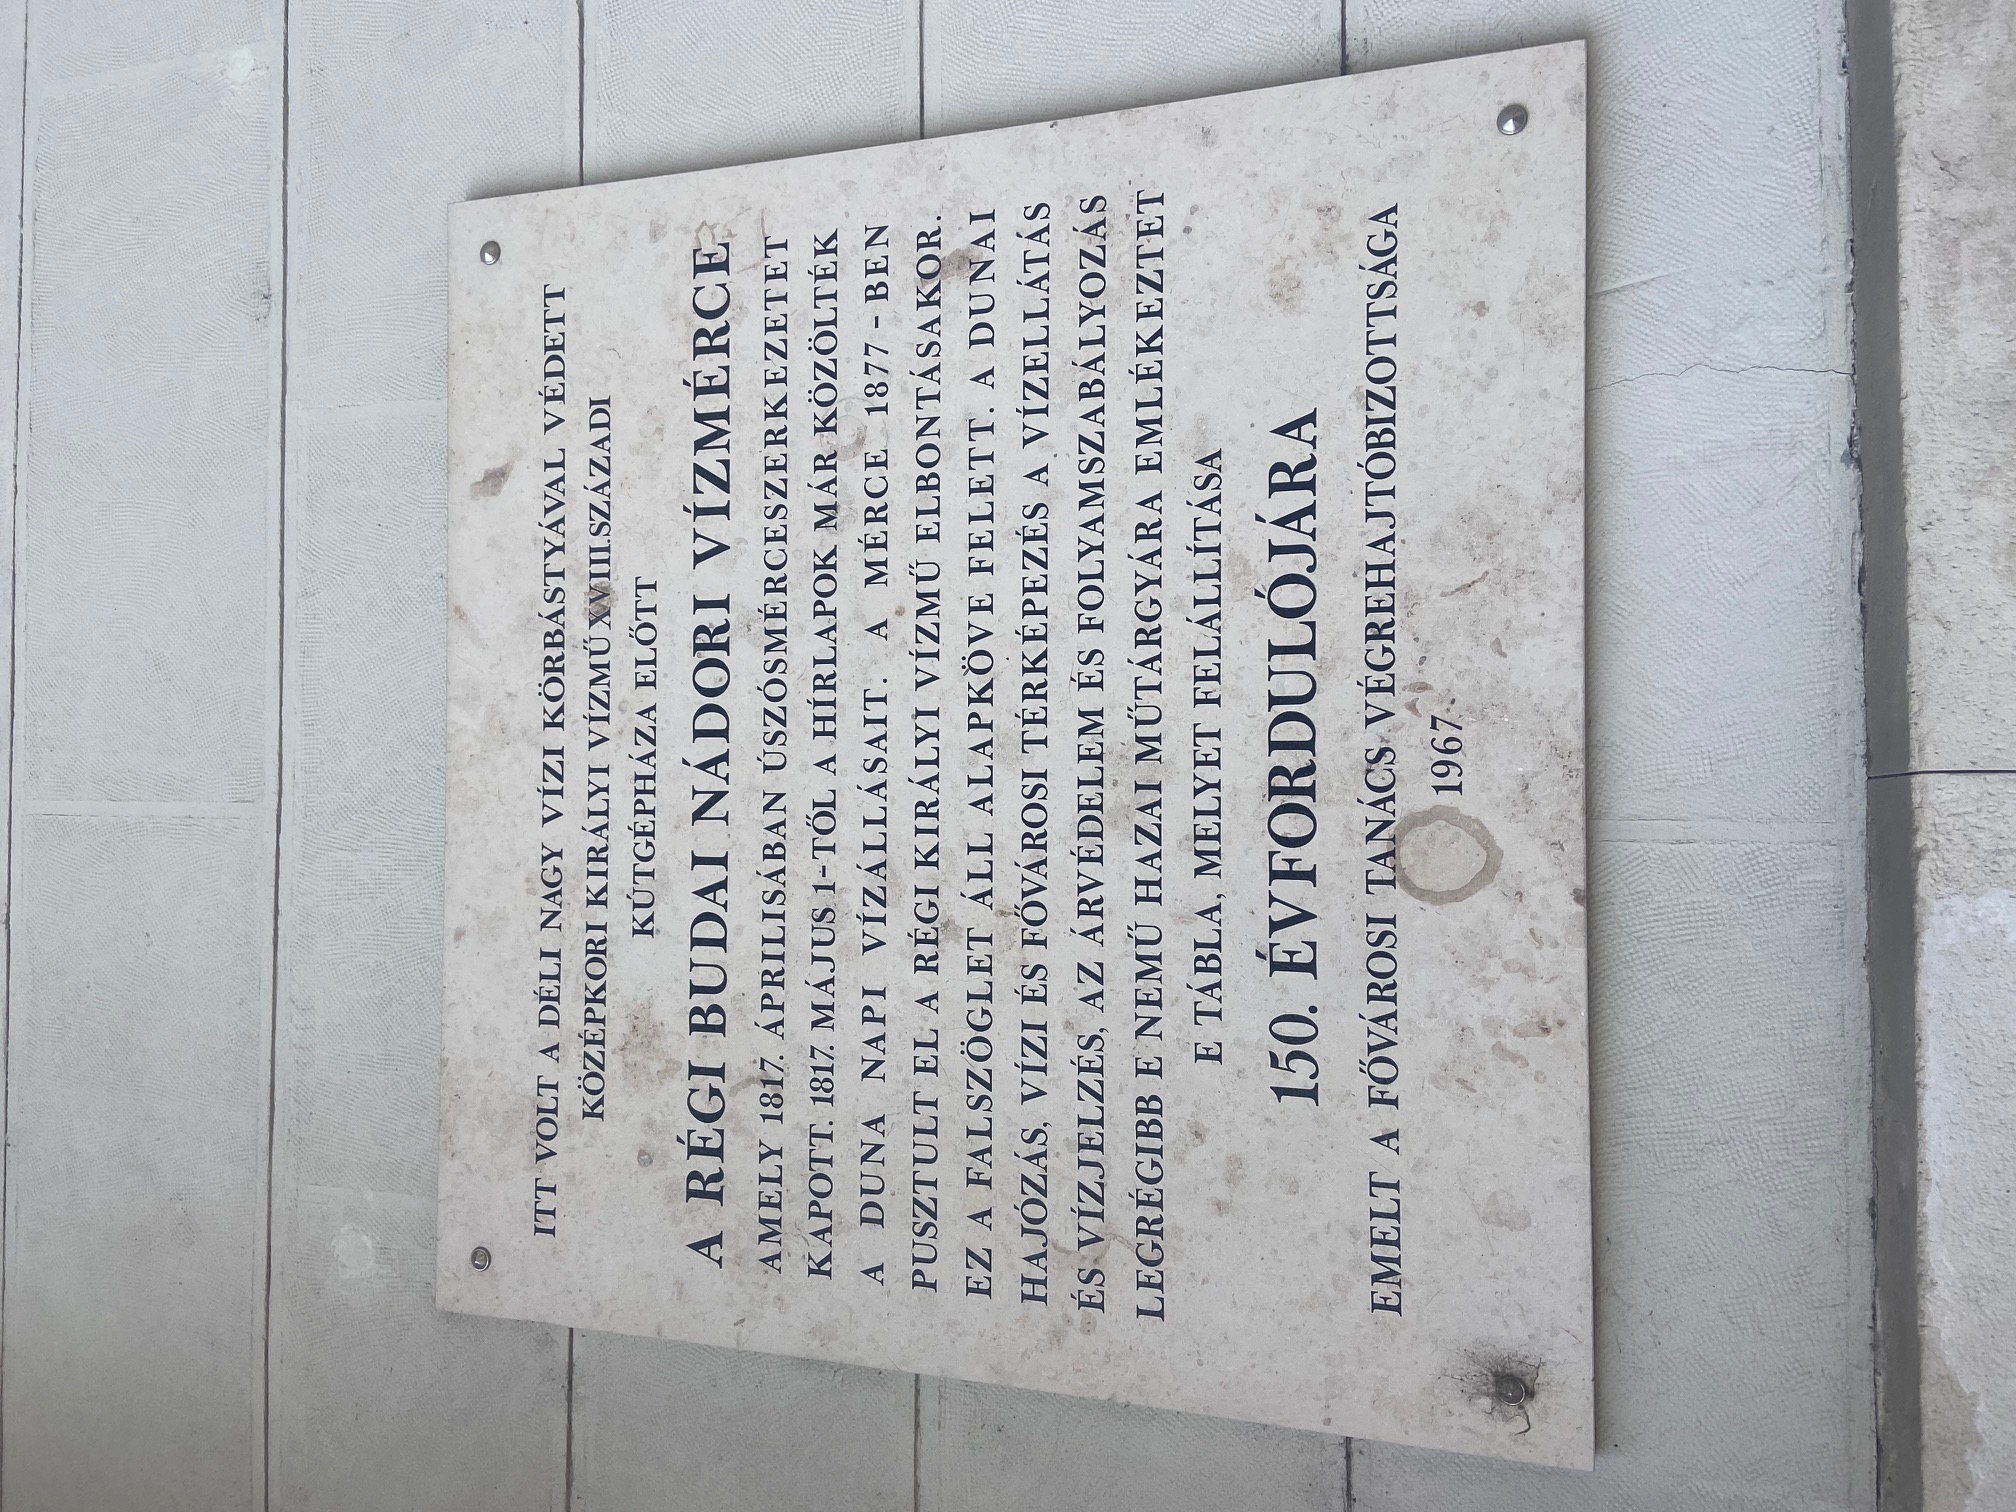 ITT VOLT A DÉLI NAGY VÍZI KÖRBÁSTYÁVAL VÉDETT
KÖZÉPKORI KIRÁLYI VÍZMŰ XVIII.SZÁZADI
KÚTGÉPHÁZA ELŐTT
A RÉGI BUDAI NÁDORI VÍZMÉRCE
AMELY 1817. ÁPRILISÁBAN ÚSZÓSMÉRCESZERKEZETET
KAPOTT. 1817. MÁJUS 1-TŐL A HÍRLAPOK MÁR KÖZÖLTÉK
A DUNA NAPI VÍZÁLLÁSAIT. A MÉRCE 1877-BEN
PUSZTULT EL A RÉGI KIRÁLYI VÍZMŰ ELBONTÁSAKOR.
EZ A FALSZÖGLET ÁLL ALAPKÖVE FELETT. A DUNAI
HAJÓZÁS, VÍZI ÉS FŐVÁROSI TÉRKÉPEZÉS A VÍZELLÁTÁS
ÉS VÍZJELZÉS, AZ ÁRVÉDELEM ÉS FOLYAMSZABÁLYOZÁS
LEGRÉGIBB E NEMŰ HAZAI MŰTÁRGYÁRA EMLÉKEZTET
E TÁBLA, MELYET FELÁLLÍTÁSA
150. ÉVFORDULÓJÁRA
EMELT A FŐVÁROSI TANÁCS VÉGREHAJTÓBIZOTTSÁGA
1967